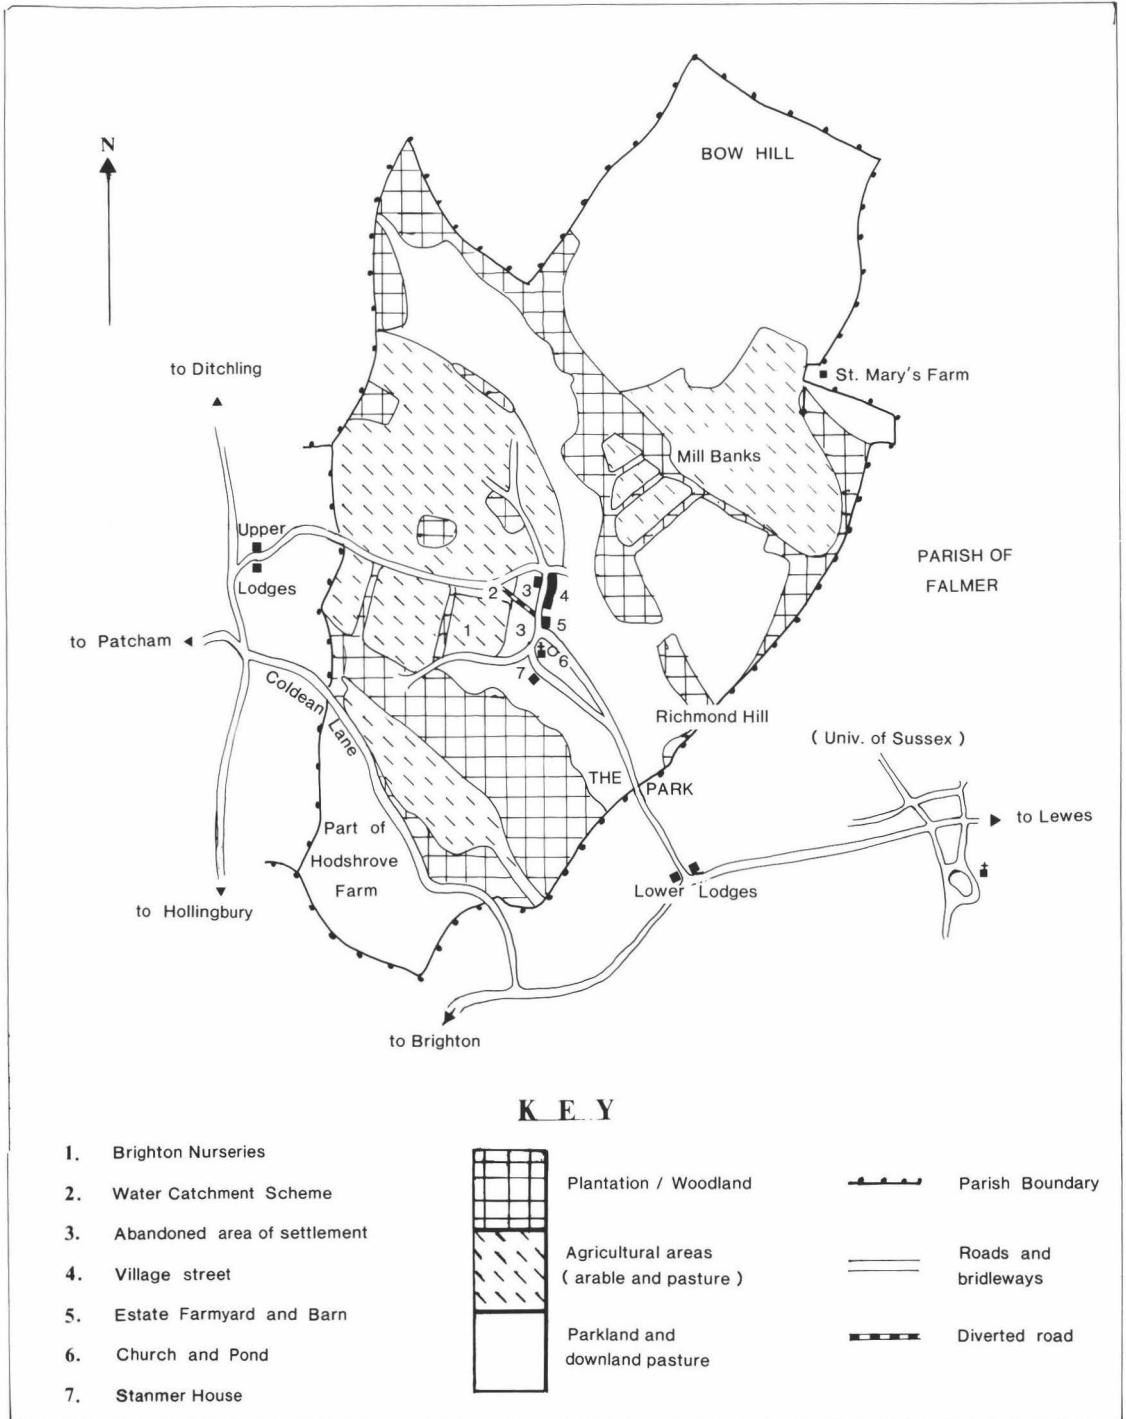 N
BOW HILL
to Ditchling
St. Mary's Farm
Mill Banks
Upper
Lodges
PARISH OF
FALMER
2
3
4
1
3
5
6
7
to Patcham
Coldean Lane
Richmond Hill
( Univ. of Sussex )
THE PARK
to Lewes
Part of
Hodshrove
Farm
Lower Lodges
to Hollingbury
to Brighton
KEY
1. Brighton Nurseries
2. Water Catchment Scheme
3. Abandoned area of settlement
4. Village street
5. Estate Farmyard and Barn
6. Church and Pond
7. Stanmer House
Plantation / Woodland
Agricultural areas
( arable and pasture )
Parkland and
downland pasture
Parish Boundary
Roads and
bridleways
Diverted road